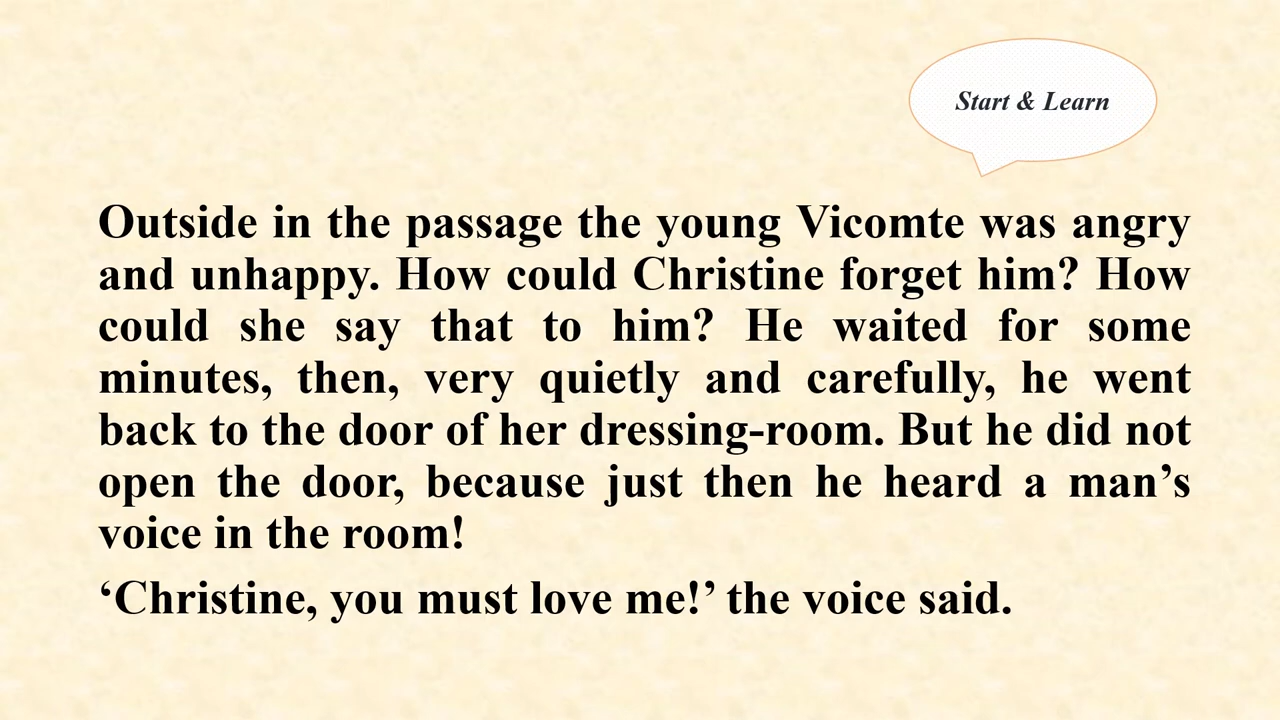 Start & Learn
Outside in the passage the young Vicomte was angry
and unhappy. How could Christine forget him? How
could she say that to him? He waited for some
minutes, then, very quietly and carefully, he went
back to the door of her dressing-room. But he did not
open the door, because just then he heard a man’s
voice in the room!
‘Christine, you must love me!’ the voice said.